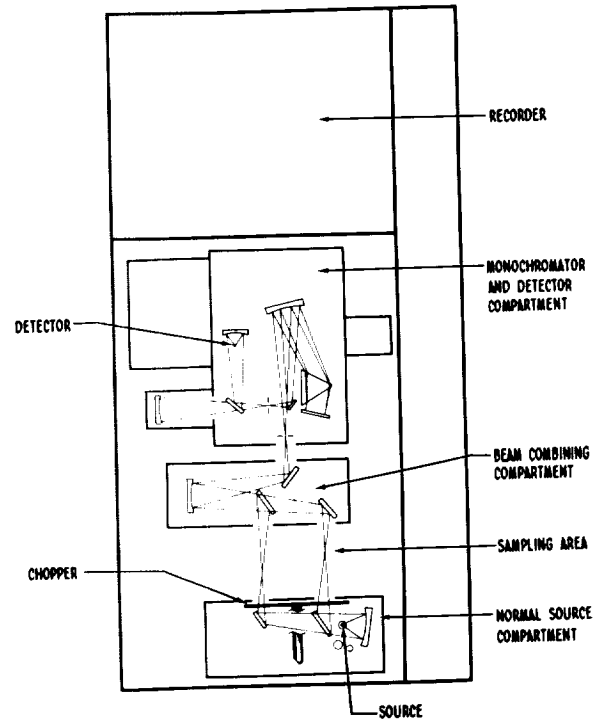 RECORDER
MONOCHROMATOR
AND DETECTOR
COMPARTMENT
DETECTOR
BEAM COMBINING
COMPARTMENT
SAMPLING AREA
CHOPPER
NORMAL SOURCE
COMPARTMENT
SOURCE